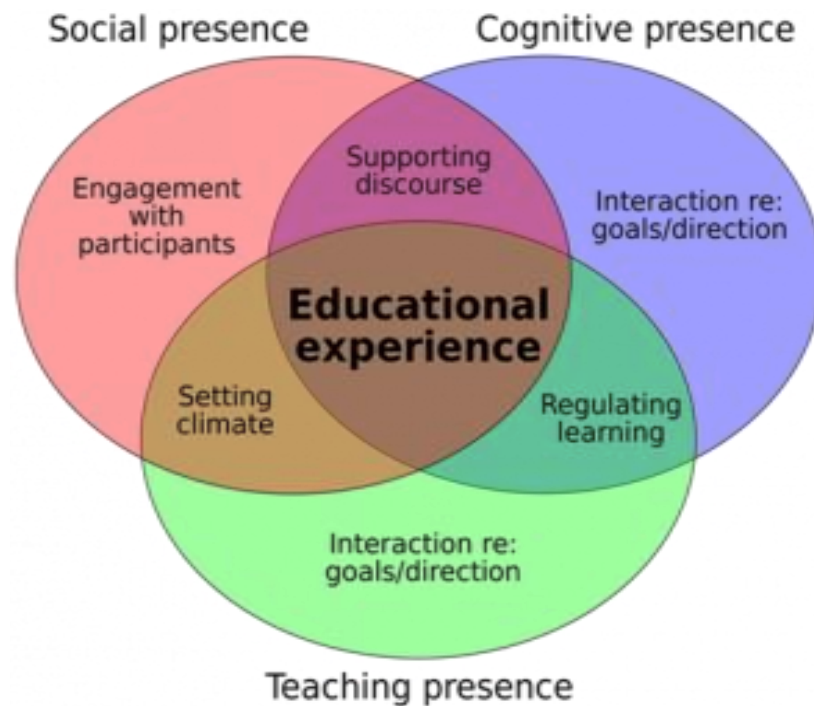 Social presence
Cognitive presence
Supporting
discourse
Engagement
with
participants
Interaction re:
goals/direction
Educational
experience
Setting
climate
Regulating
learning
Interaction re:
goals/direction
Teaching presence